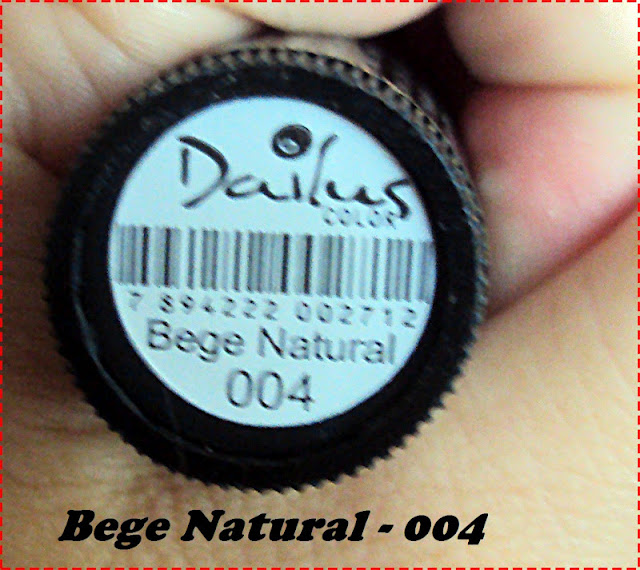 Dailus
COLOR
7 894222 002712
Bege Natural
004
Bege Natural - 004